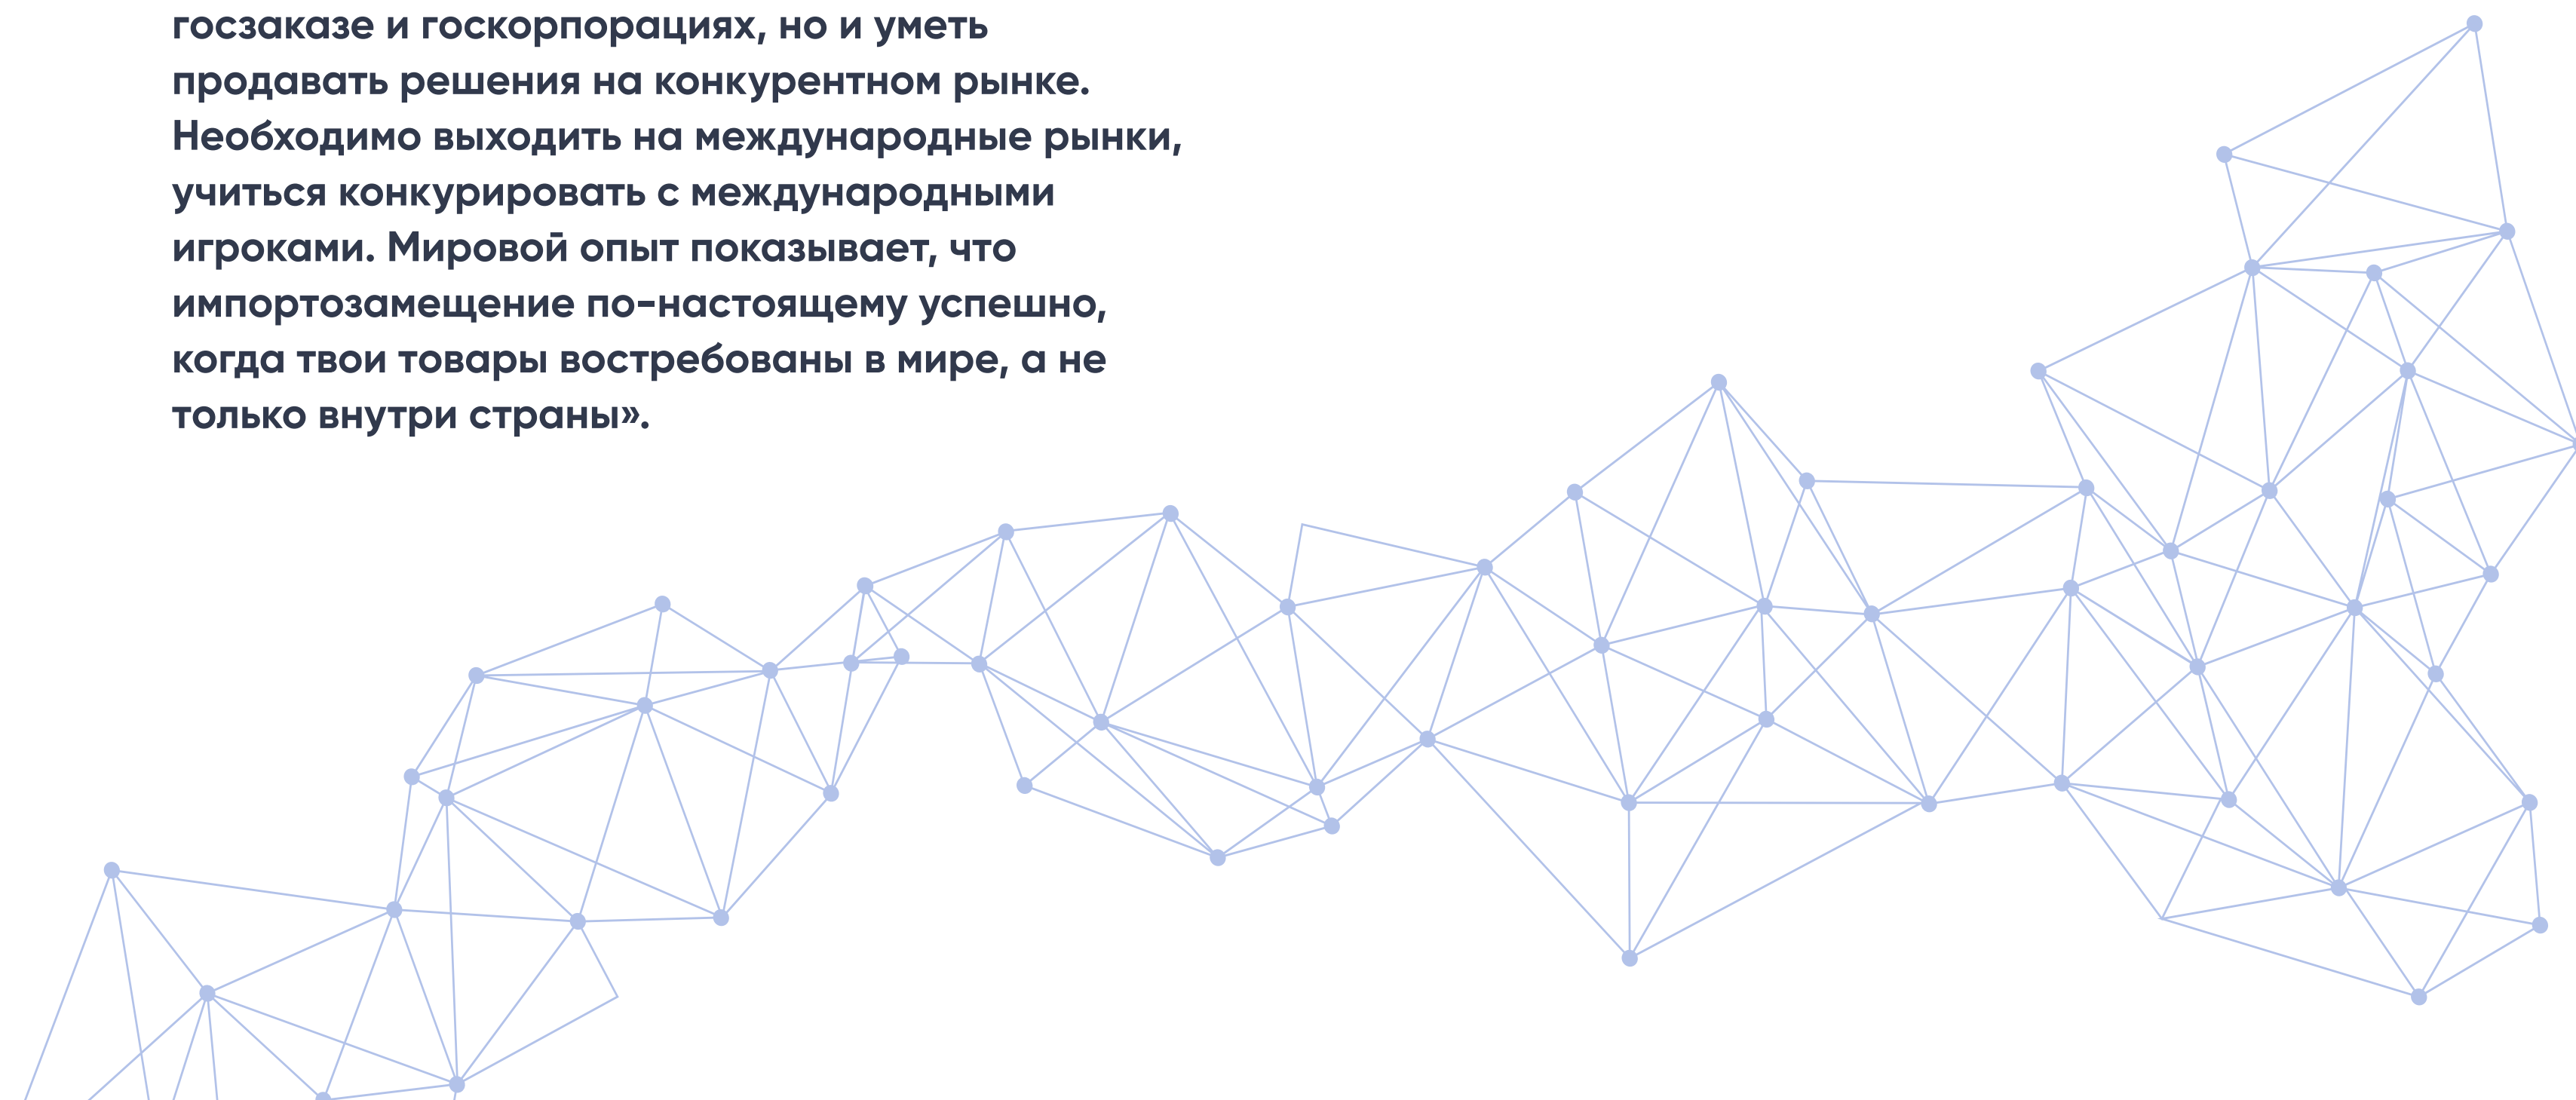 госзаказе и госкорпорациях, но и уметь
продавать решения на конкурентном рынке.
Необходимо выходить на международные рынки,
учиться конкурировать с международными
игроками. Мировой опыт показывает, что
импортозамещение по-настоящему успешно,
когда твои товары востребованы в мире, а не
только внутри страны».